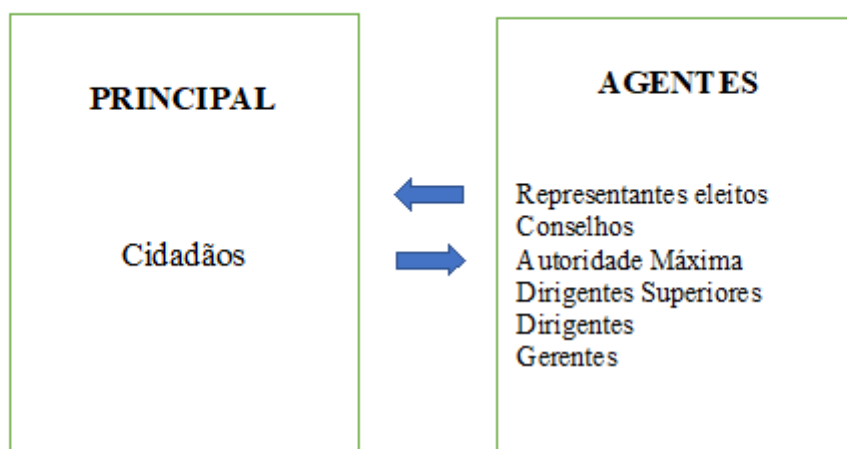 PRINCIPAL
Cidadãos
AGENTES
Representantes eleitos
Conselhos
Autoridade Máxima
Dirigentes Superiores
Dirigentes
Gerentes